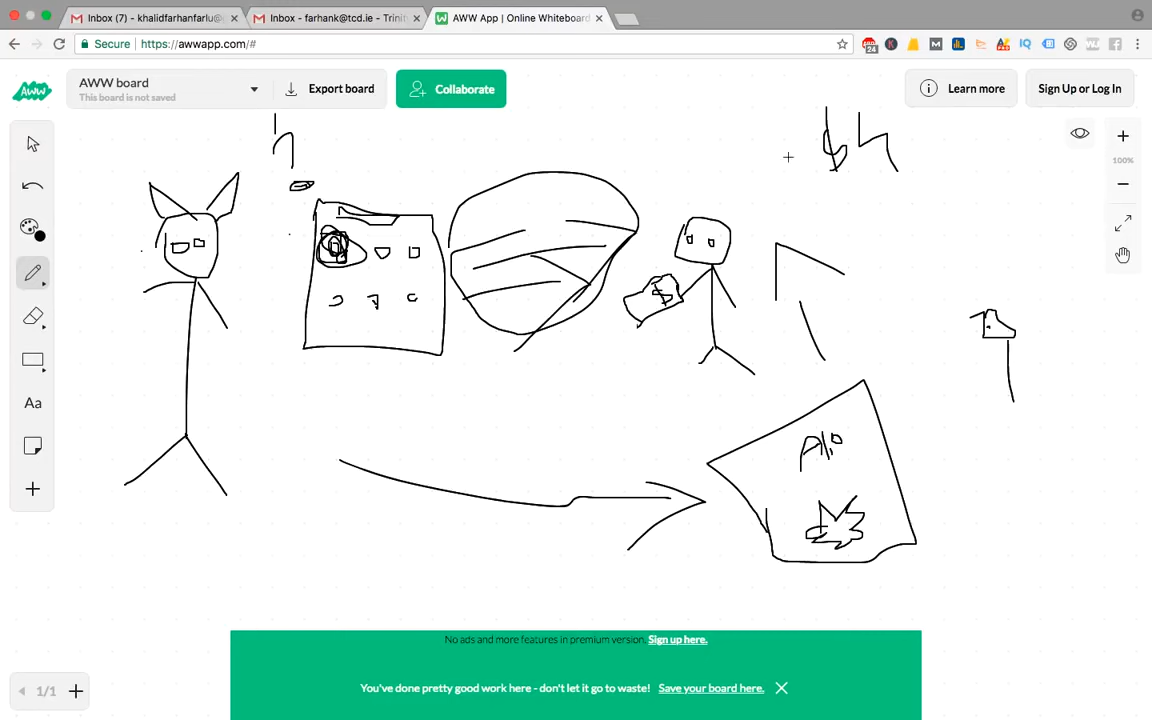 Inbox (7) - khalidfarhanfarlu@
Inbox - farhank@tcd.ie - Trinit
AWW App | Online Whiteboard
Secure
https://awwapp.com/#
24
AWW
AWW board
This board is not saved
Export board
Collaborate
Learn more
Sign Up or Log In
100%
Aa
1/1
No ads and more features in premium version. Sign up here.
You've done pretty good work here - don't let it go to waste! Save your board here.